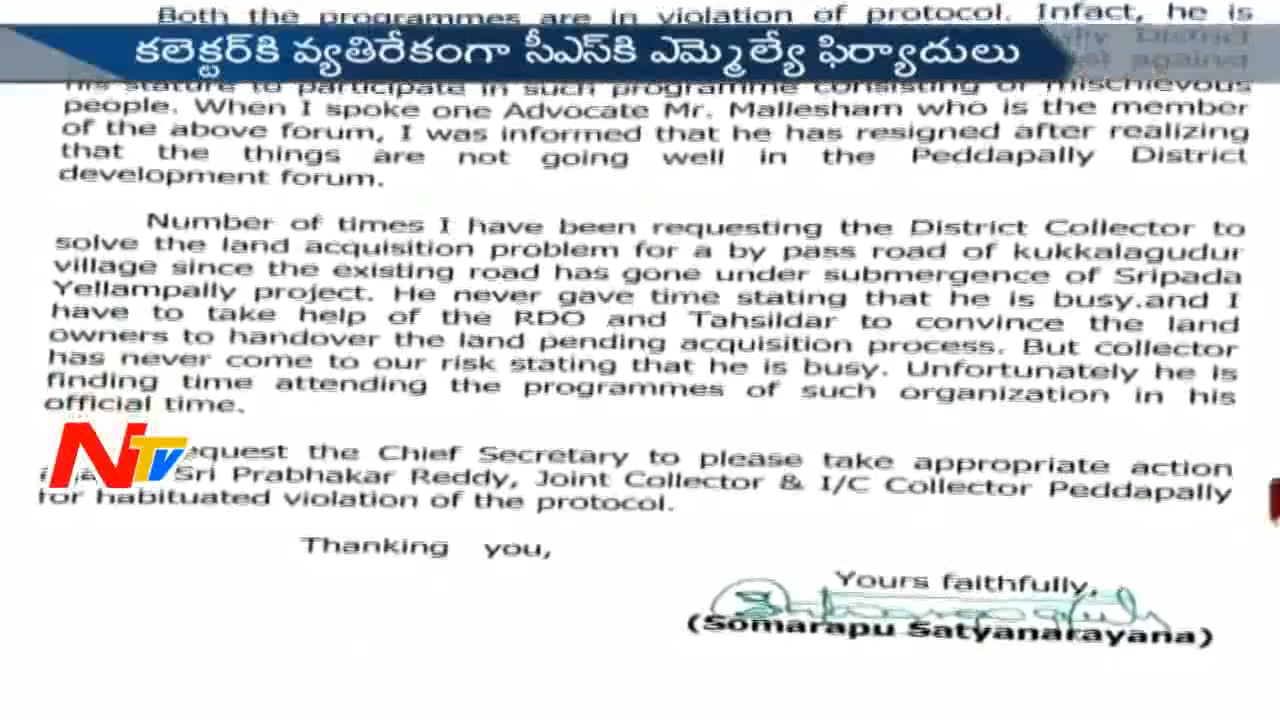 Both the programmes are in violation of protocol. Infact, he is
కలెక్టర్‌కి వ్యతిరేకంగా సీఎస్‌కి ఎమ్మెల్యే ఫిర్యాదులు
his stature to participate in such programme consisting of mischievous
people. When I spoke one Advocate Mr. Mallesham who is the member
of the above forum, I was informed that he has resigned after realizing
that the things are not going well in the Peddapally District
development forum.
Number of times I have been requesting the District Collector to
solve the land acquisition problem for a by pass road of kukkalagudur
village since the existing road has gone under submergence of Sripada
Yellampally project. He never gave time stating that he is busy.and I
have to take help of the RDO and Tahsildar to convince the land
owners to handover the land pending acquisition process. But collector
has never come to our risk stating that he is busy. Unfortunately he is
finding time attending the programmes of such organization in his
official time.
NTV
the Chief Secretary to please take appropriate action
Sri Prabhakar Reddy, Joint Collector & I/C Collector Peddapally
for habituated violation of the protocol.
Thanking you,
Yours faithfully,
(Somarapu Satyanarayana)